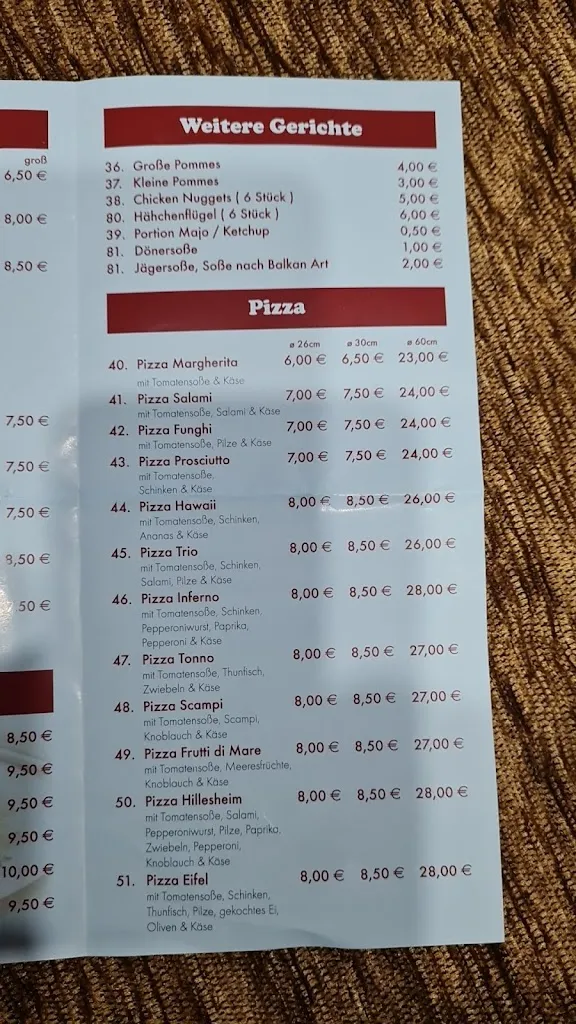 groß
6,50 €
8,00 €
8,50 €
7,50 €
7,50 €
7,50 €
8,50 €
,50 €
8,50 €
9,50 €
9,50 €
9,50 €
10,00 €
9,50 €
Weitere Gerichte
36. Große Pommes 4,00 €
37. Kleine Pommes 3,00 €
38. Chicken Nuggets ( 6 Stück ) 5,00 €
80. Hähchenflügel ( 6 Stück ) 6,00 €
39. Portion Majo / Ketchup 0,50 €
81. Dönersoße 1,00 €
81. Jägersoße, Soße nach Balkan Art 2,00 €
Pizza
ø 26cm ø 30cm ø 60cm
40. Pizza Margherita 6,00 € 6,50 € 23,00 €
mit Tomatensoße & Käse
41. Pizza Salami 7,00 € 7,50 € 24,00 €
mit Tomatensoße, Salami & Käse
42. Pizza Funghi 7,00 € 7,50 € 24,00 €
mit Tomatensoße, Pilze & Käse
43. Pizza Prosciutto 7,00 € 7,50 € 24,00 €
mit Tomatensoße,
Schinken & Käse
44. Pizza Hawaii 8,00 € 8,50 € 26,00 €
mit Tomatensoße, Schinken,
Ananas & Käse
45. Pizza Trio 8,00 € 8,50 € 26,00 €
mit Tomatensoße, Schinken,
Salami, Pilze & Käse
46. Pizza Inferno 8,00 € 8,50 € 28,00 €
mit Tomatensoße, Schinken,
Pepperoniwurst, Paprika,
Pepperoni & Käse
47. Pizza Tonno 8,00 € 8,50 € 27,00 €
mit Tomatensoße, Thunfisch,
Zwiebeln & Käse
48. Pizza Scampi 8,00 € 8,50 € 27,00 €
mit Tomatensoße, Scampi,
Knoblauch & Käse
49. Pizza Frutti di Mare 8,00 € 8,50 € 27,00 €
mit Tomatensoße, Meeresfrüchte,
Knoblauch & Käse
50. Pizza Hillesheim 8,00 € 8,50 € 28,00 €
mit Tomatensoße, Salami,
Pepperoniwurst, Pilze, Paprika,
Zwiebeln, Pepperoni,
Knoblauch & Käse
51. Pizza Eifel 8,00 € 8,50 € 28,00 €
mit Tomatensoße, Schinken,
Thunfisch, Pilze, gekochtes Ei,
Oliven & Käse